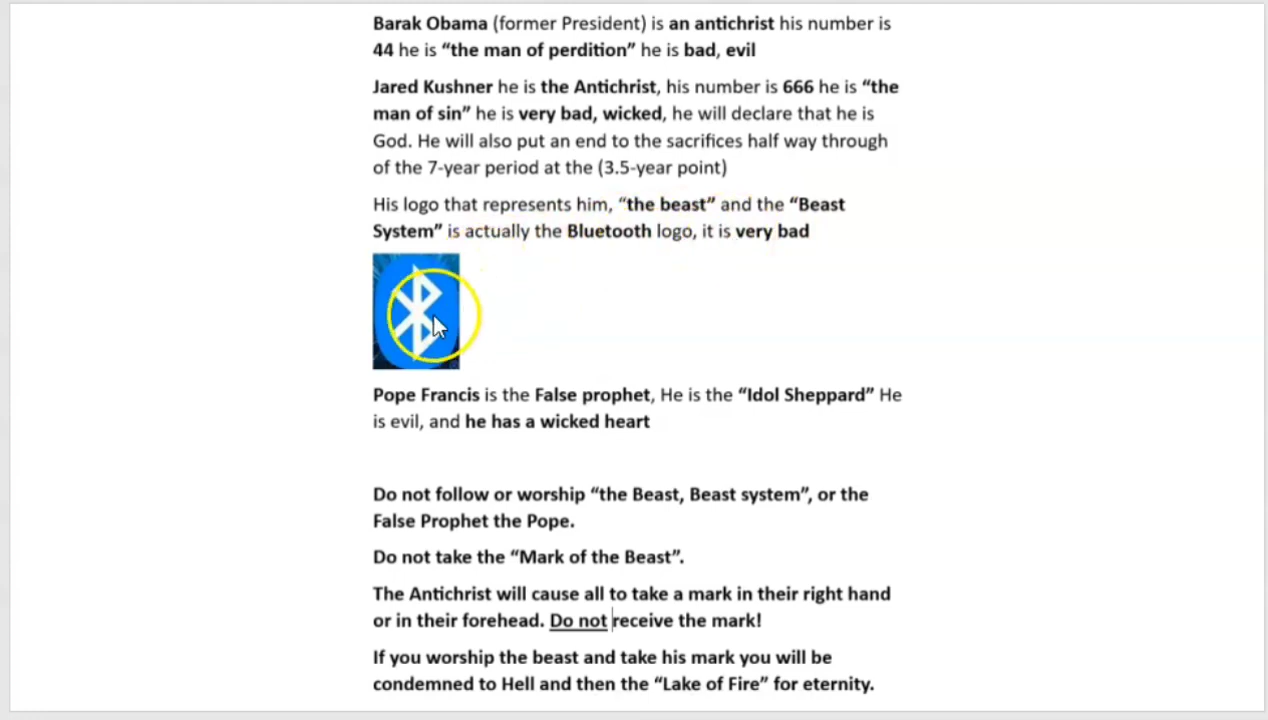 Barak Obama (former President) is an antichrist his number is
44 he is “the man of perdition” he is bad, evil
Jared Kushner he is the Antichrist, his number is 666 he is “the
man of sin” he is very bad, wicked, he will declare that he is
God. He will also put an end to the sacrifices half way through
of the 7-year period at the (3.5-year point)
His logo that represents him, “the beast” and the “Beast
System” is actually the Bluetooth logo, it is very bad
Pope Francis is the False prophet, He is the “Idol Sheppard” He
is evil, and he has a wicked heart
Do not follow or worship “the Beast, Beast system”, or the
False Prophet the Pope.
Do not take the “Mark of the Beast”.
The Antichrist will cause all to take a mark in their right hand
or in their forehead. Do not receive the mark!
If you worship the beast and take his mark you will be
condemned to Hell and then the “Lake of Fire” for eternity.